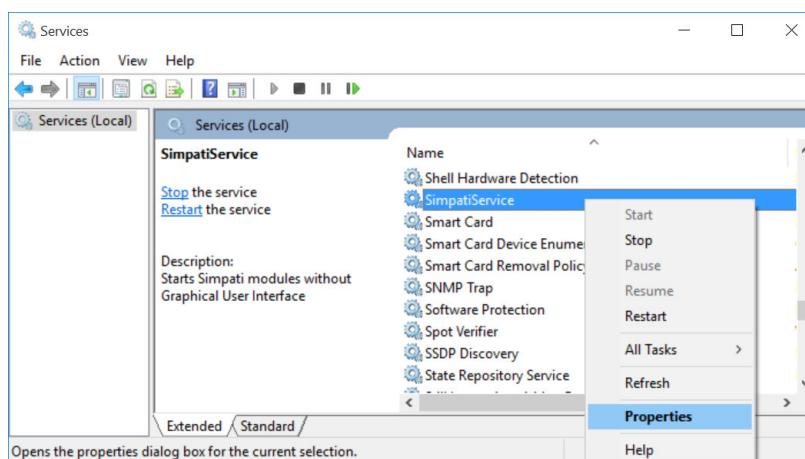 Services
File Action View Help
Services (Local)
Services (Local)
SimpatiService
Stop the service
Restart the service
Description:
Starts Simpati modules without
Graphical User Interface
Name
Shell Hardware Detection
SimpatiService
Smart Card
Smart Card Device Enume
Smart Card Removal Polic
SNMP Trap
Software Protection
Spot Verifier
SSDP Discovery
State Repository Service
Start
Stop
Pause
Resume
Restart
All Tasks
Refresh
Properties
Help
Extended Standard
Opens the properties dialog box for the current selection.